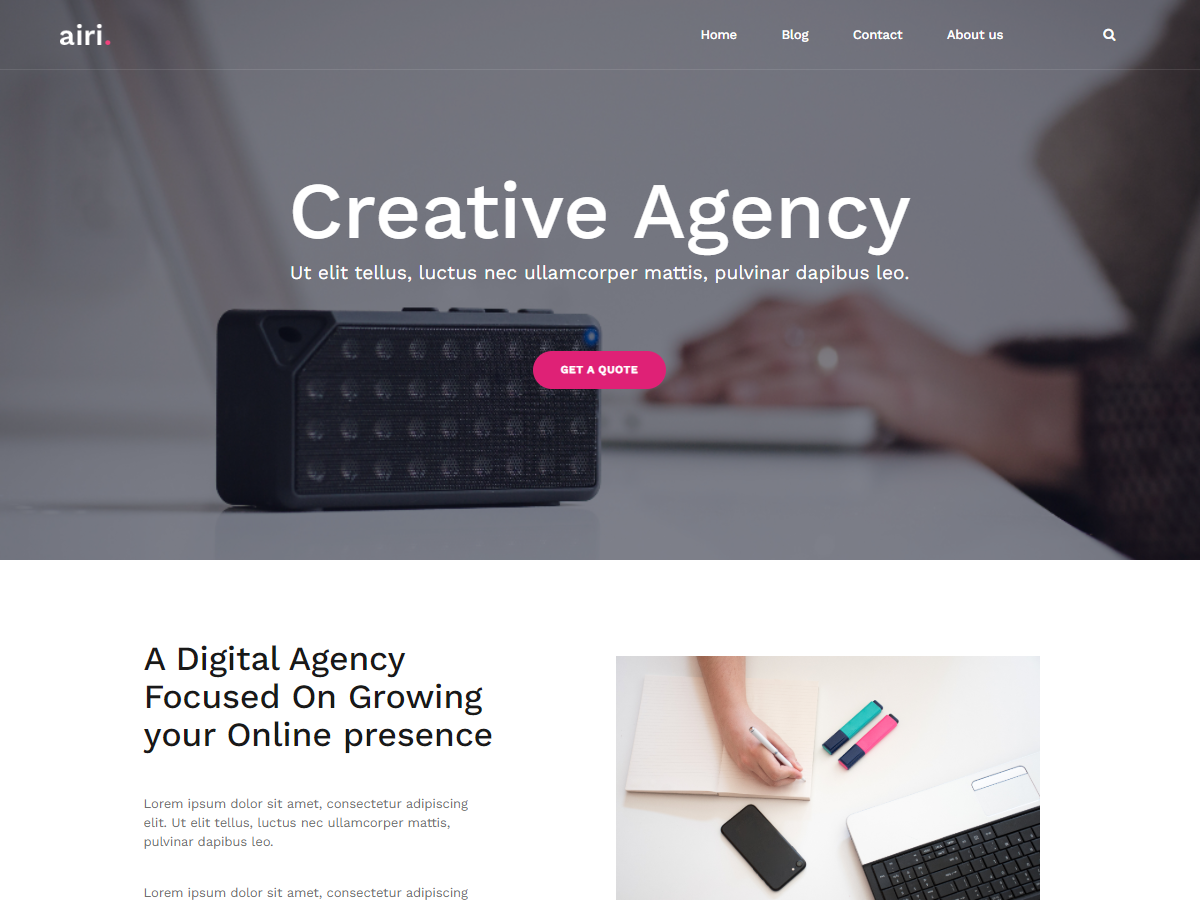 airi.
Home Blog Contact About us
Creative Agency
Ut elit tellus, luctus nec ullamcorper mattis, pulvinar dapibus leo.
GET A QUOTE
A Digital Agency
Focused On Growing
your Online presence
Lorem ipsum dolor sit amet, consectetur adipiscing
elit. Ut elit tellus, luctus nec ullamcorper mattis,
pulvinar dapibus leo.
Lorem ipsum dolor sit amet, consectetur adipiscing